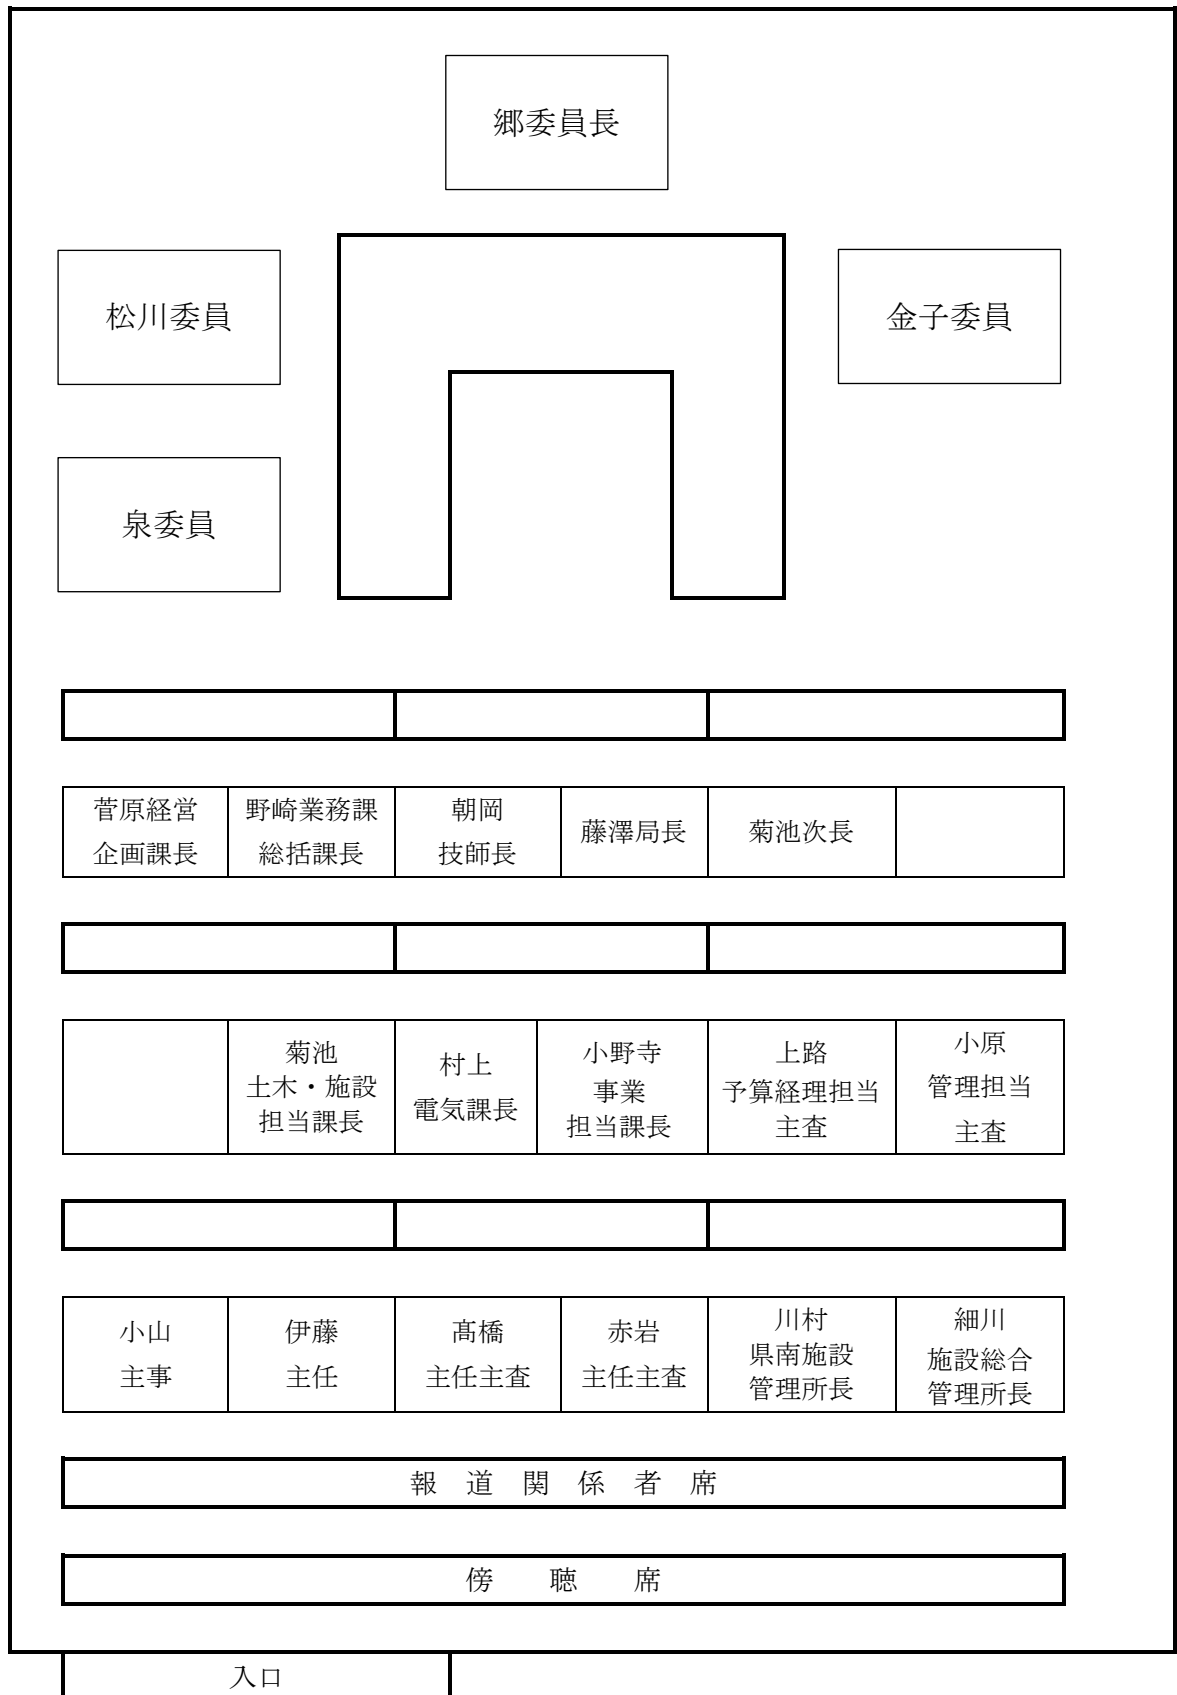 郷委員長
松川委員
金子委員
泉委員
菅原経営
企画課長
野崎業務課
総括課長
朝岡
技師長
藤澤局長
菊池次長
菊池
土木・施設
担当課長
村上
電気課長
小野寺
事業
担当課長
上路
予算経理担当
主査
小原
管理担当
主査
小山
主事
伊藤
主任
髙橋
主任主査
赤岩
主任主査
川村
県南施設
管理所長
細川
施設総合
管理所長
報 道 関 係 者 席
傍 聴 席
入口